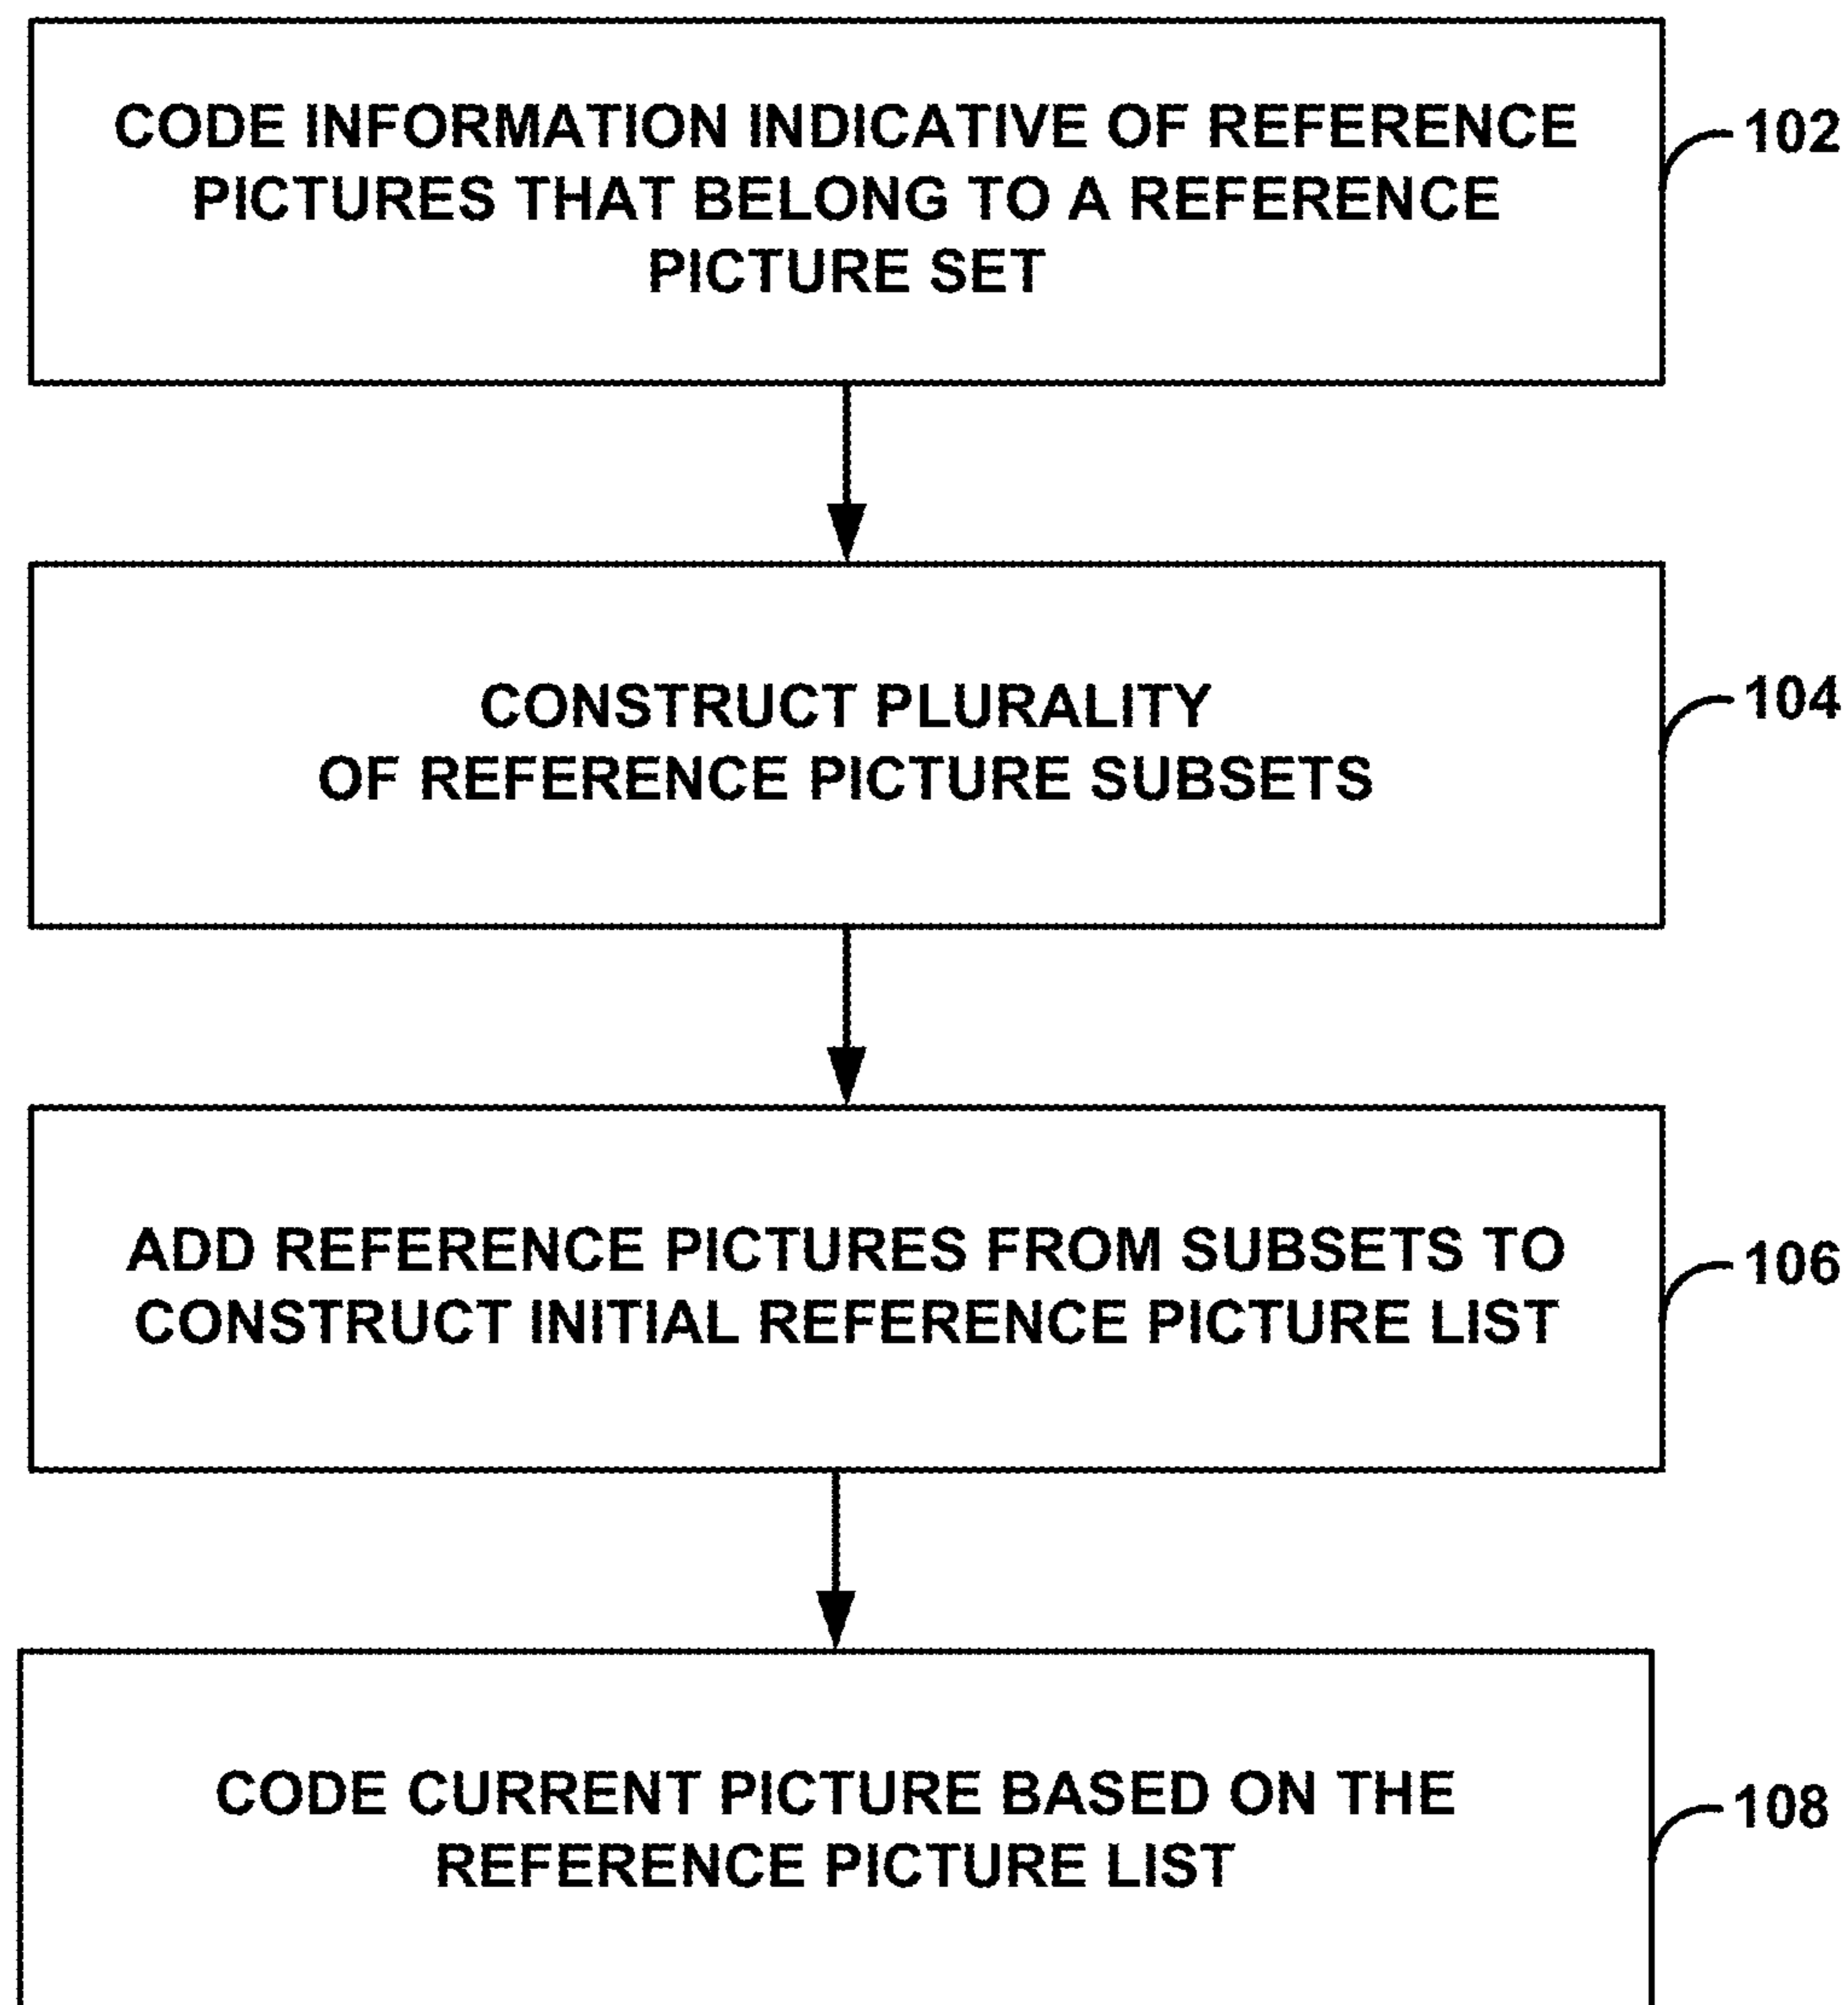 CODE INFORMATION INDICATIVE OF REFERENCE
PICTURES THAT BELONG TO A REFERENCE
PICTURE SET
102
CONSTRUCT PLURALITY
OF REFERENCE PICTURE SUBSETS
104
ADD REFERENCE PICTURES FROM SUBSETS TO
CONSTRUCT INITIAL REFERENCE PICTURE LIST
106
CODE CURRENT PICTURE BASED ON THE
REFERENCE PICTURE LIST
108